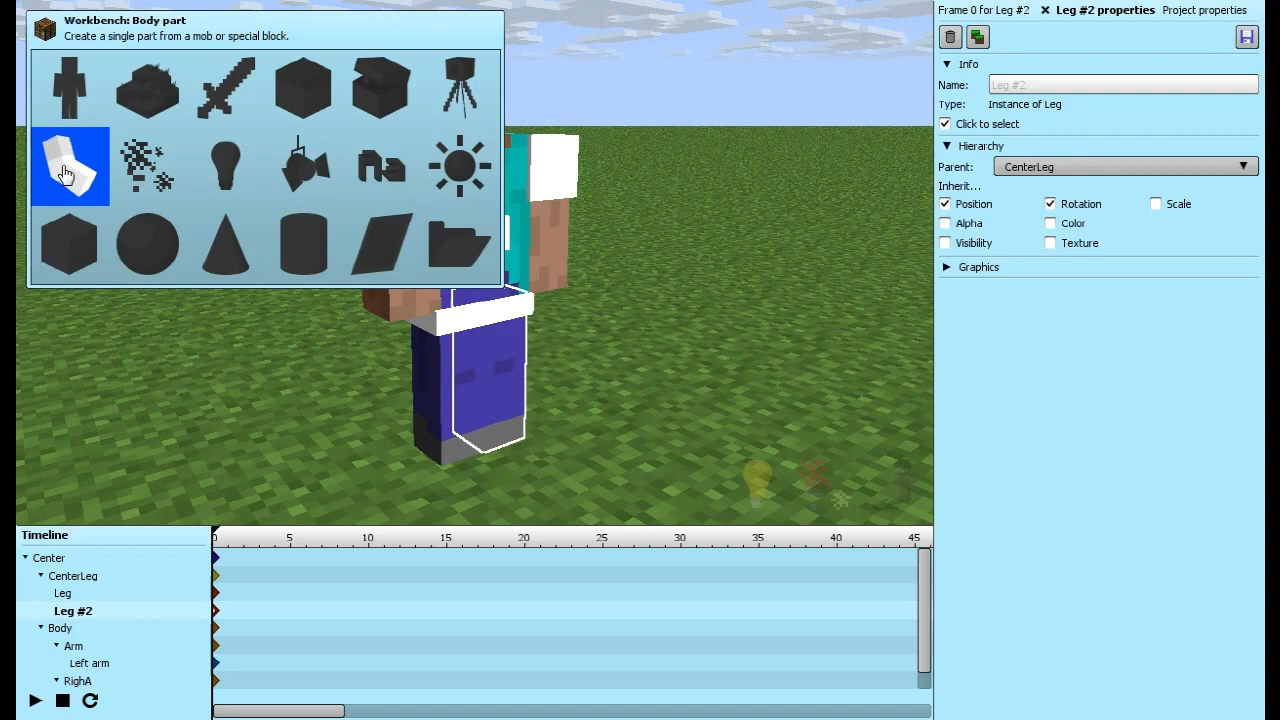 Workbench: Body part
Create a single part from a mob or special block.
Frame 0 for Leg #2
Leg #2 properties
Project properties
Info
Name:
Leg #2
Type: Instance of Leg
Click to select
Hierarchy
Parent: CenterLeg
Inherit...
Position Rotation Scale
Alpha Color
Visibility Texture
Graphics
Timeline
0 5 10 15 20 25 30 35 40 45
Center
CenterLeg
Leg
Leg #2
Body
Arm
Left arm
RighA